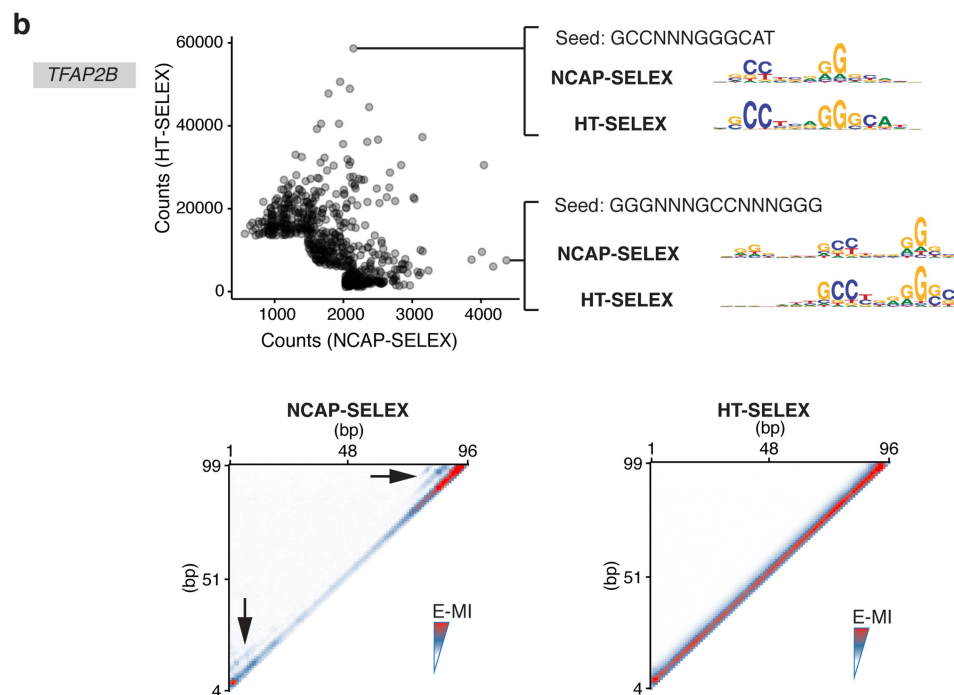 b
TFAP2B
Counts (HT-SELEX)
60000
40000
20000
0
1000 2000 3000 4000
Counts (NCAP-SELEX)
Seed: GCCNNNGGGCAT
NCAP-SELEX
HT-SELEX
Seed: GGGNNNGCCNNNGGG
NCAP-SELEX
HT-SELEX
NCAP-SELEX
(bp)
1 48 96
99
51
4
(bp)
E-MI
HT-SELEX
(bp)
1 48 96
99
51
4
(bp)
E-MI